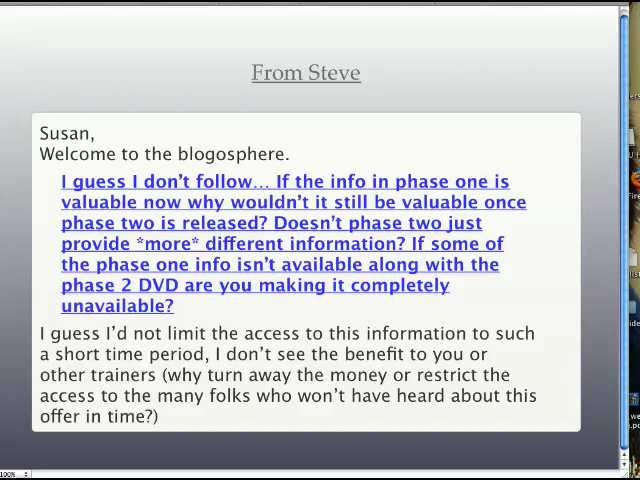 From Steve
Susan,
Welcome to the blogosphere.
I guess I don't follow... If the info in phase one is
valuable now why wouldn't it still be valuable once
phase two is released? Doesn't phase two just
provide *more* different information? If some of
the phase one info isn't available along with the
phase 2 DVD are you making it completely
unavailable?
I guess I'd not limit the access to this information to such
a short time period, I don't see the benefit to you or
other trainers (why turn away the money or restrict the
access to the many folks who won't have heard about this
offer in time?)
100%